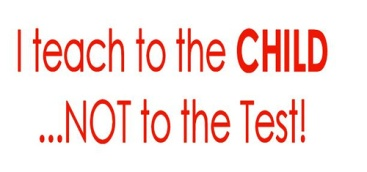 I teach to the CHILD
...NOT to the Test!